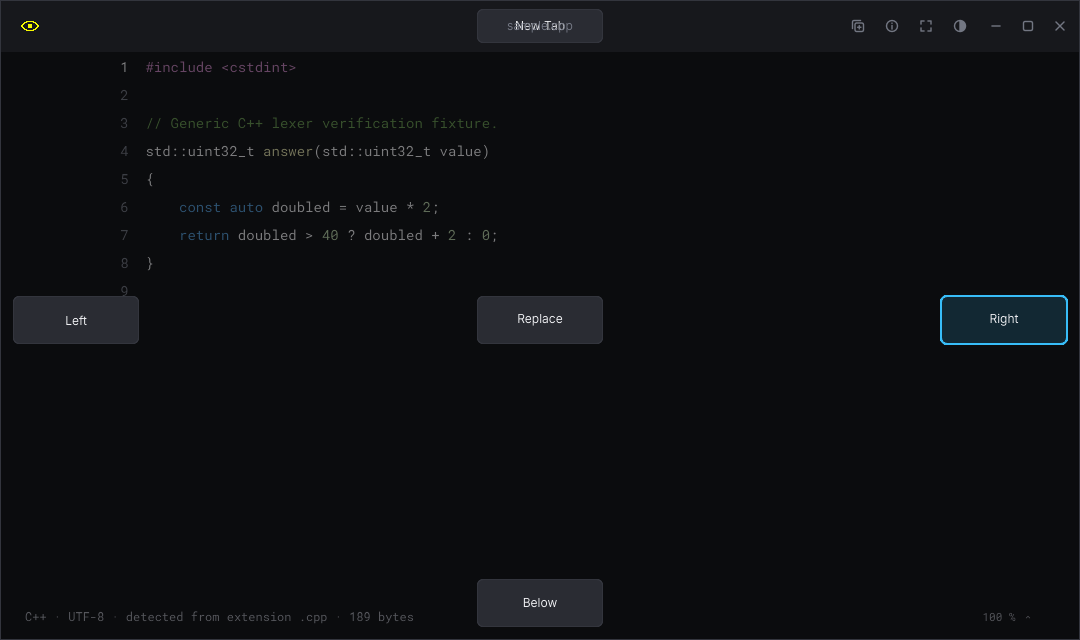 New Tab
1 #include <cstdint>
2
3 // Generic C++ lexer verification fixture.
4 std::uint32_t answer(std::uint32_t value)
5 {
6     const auto doubled = value * 2;
7     return doubled > 40 ? doubled + 2 : 0;
8 }
9
Left
Replace
Right
Below
C++ · UTF-8 · detected from extension .cpp · 189 bytes
100 %